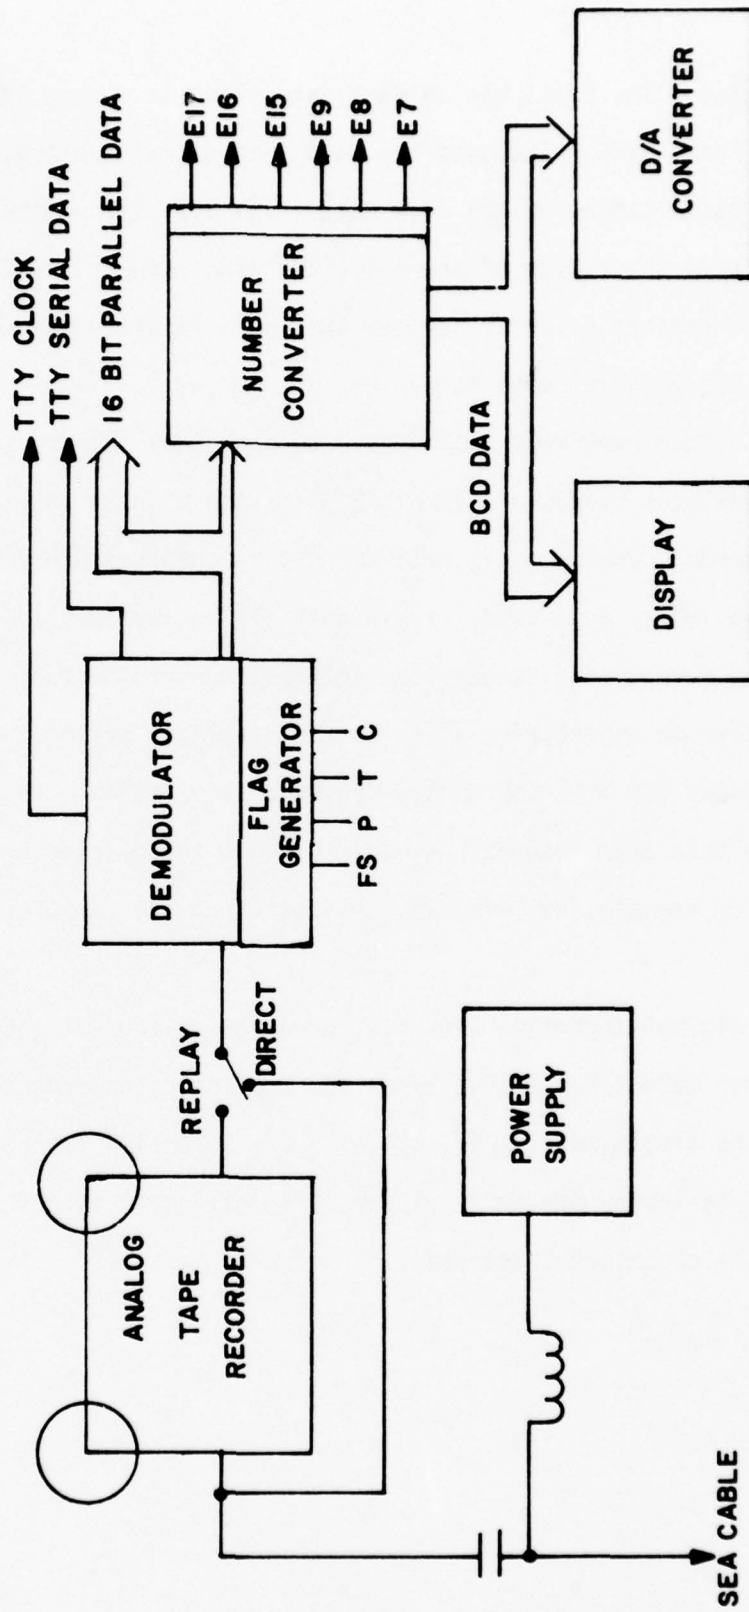 TTY CLOCK
TTY SERIAL DATA
16 BIT PARALLEL DATA
ANALOG
TAPE
RECORDER
REPLAY
DIRECT
DEMODULATOR
FLAG
GENERATOR
FS
P
T
C
NUMBER
CONVERTER
E17
E16
E15
E9
E8
E7
POWER
SUPPLY
BCD DATA
DISPLAY
D/A
CONVERTER
SEA CABLE